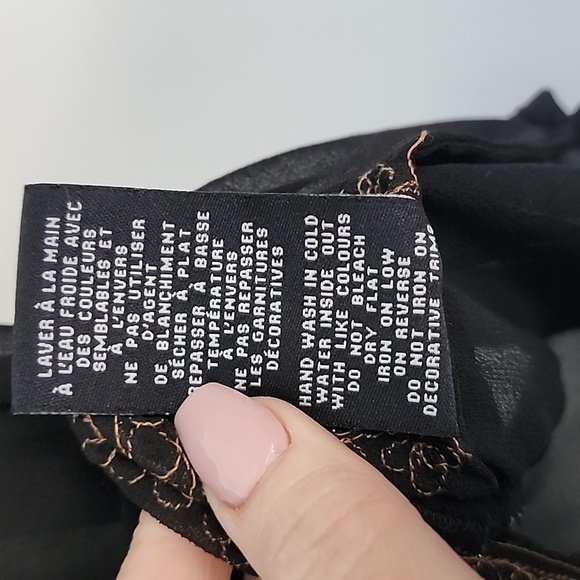 LAVER À LA MAIN
À L'EAU FROIDE AVEC
DES COULEURS
SEMBLABLES ET
À L'ENVERS
NE PAS UTILISER
D'AGENT
DE BLANCHIMENT
SÉCHER À PLAT
REPASSER À BASSE
TEMPÉRATURE
À L'ENVERS
NE PAS REPASSER
LES GARNITURES
DÉCORATIVES
HAND WASH IN COLD
WATER INSIDE OUT
WITH LIKE COLOURS
DO NOT BLEACH
DRY FLAT
IRON ON LOW
ON REVERSE
DO NOT IRON ON
DECORATIVE TRIMS